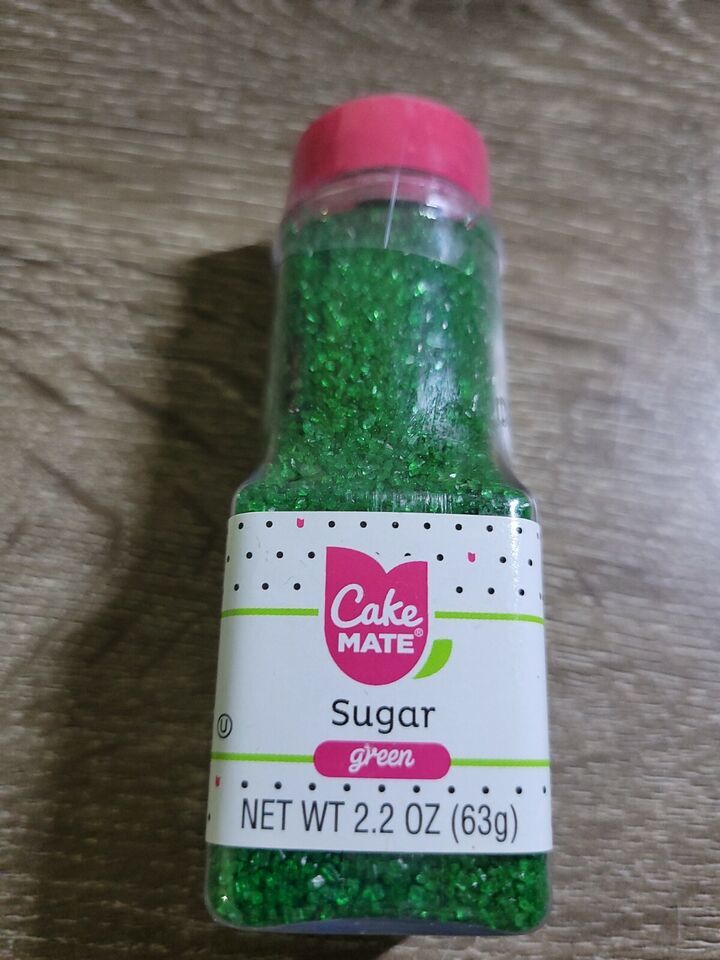 Cake
MATE®
Sugar
Ⓤ
green
NET WT 2.2 OZ (63g)